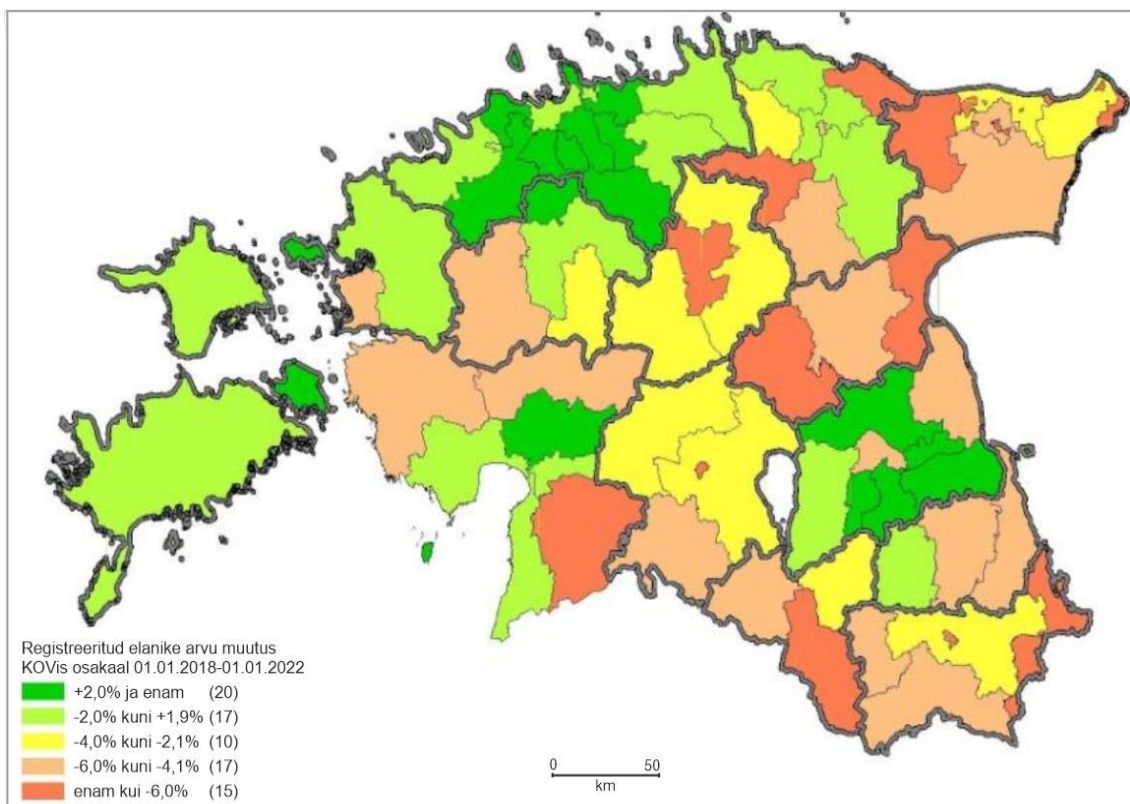 Registreeritud elanike arvu muutus
KOVis osakaal 01.01.2018-01.01.2022
+2,0% ja enam (20)
-2,0% kuni +1,9% (17)
-4,0% kuni -2,1% (10)
-6,0% kuni -4,1% (17)
enam kui -6,0% (15)
0 50
km